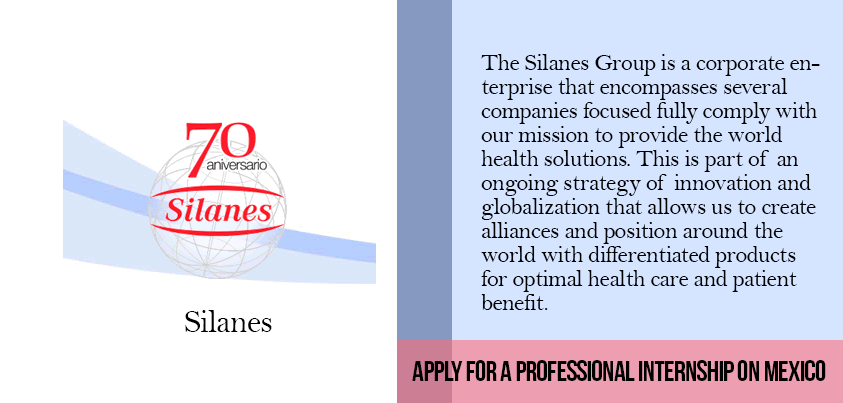 70
aniversario
Silanes
Silanes
The Silanes Group is a corporate en-
terprise that encompasses several
companies focused fully comply with
our mission to provide the world
health solutions. This is part of an
ongoing strategy of innovation and
globalization that allows us to create
alliances and position around the
world with differentiated products
for optimal health care and patient
benefit.
APPLY FOR A PROFESSIONAL INTERNSHIP ON MEXICO